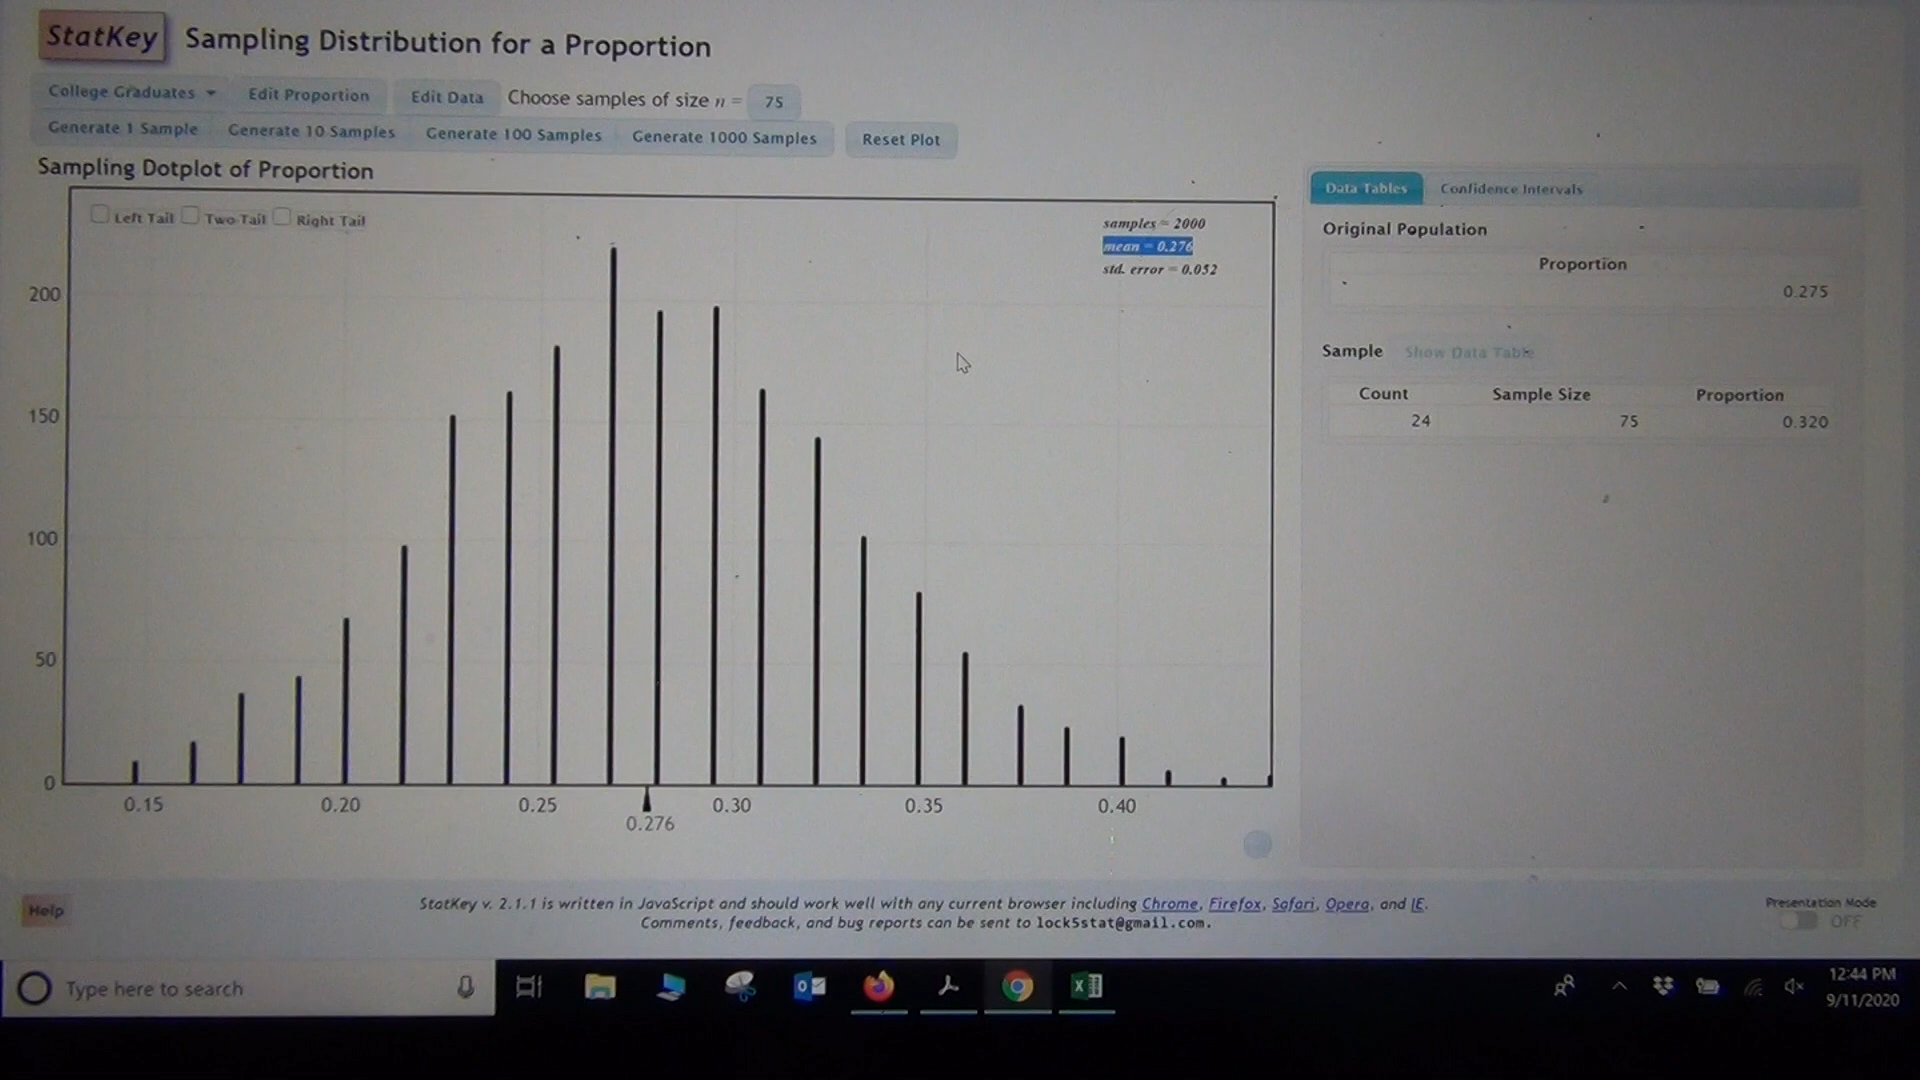 StatKey Sampling Distribution for a Proportion
College Graduates Edit Proportion Edit Data Choose samples of size n = 75
Generate 1 Sample Generate 10 Samples Generate 100 Samples Generate 1000 Samples Reset Plot
Sampling Dotplot of Proportion
Left Tail Two-Tail Right Tail
samples = 2000
mean = 0.276
std. error = 0.052
200
150
100
50
0
0.15 0.20 0.25 0.30 0.35 0.40
0.276
Data Tables Confidence Intervals
Original Population
Proportion
0.275
Sample Show Data Table
Count Sample Size Proportion
24 75 0.320
Help
StatKey v. 2.1.1 is written in JavaScript and should work well with any current browser including Chrome, Firefox, Safari, Opera, and IE.
Comments, feedback, and bug reports can be sent to lock5stat@gmail.com.
Presentation Mode
OFF
Type here to search
12:44 PM
9/11/2020